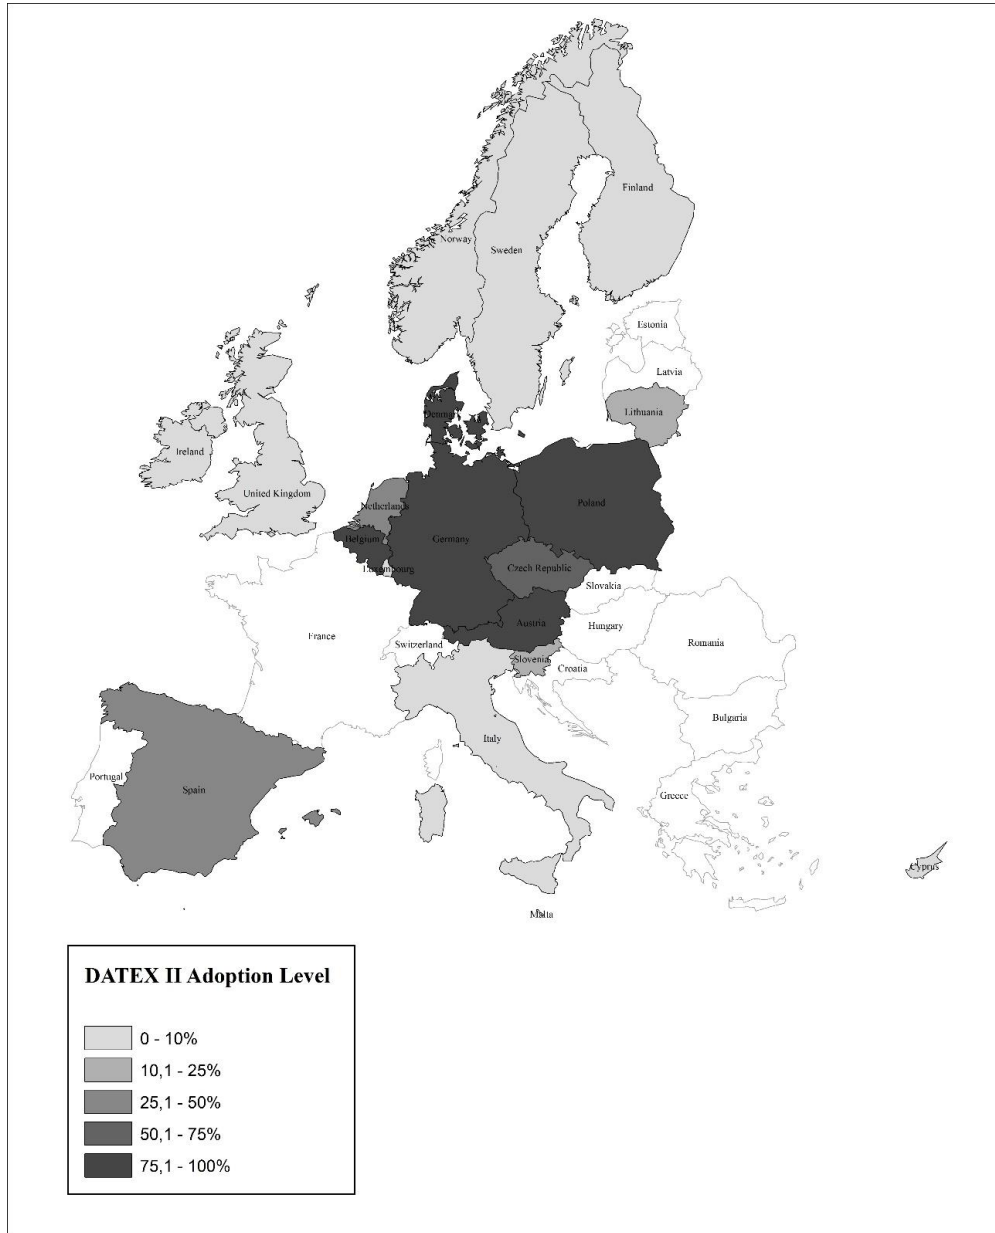 Finland
Norway
Sweden
Estonia
Latvia
Lithuania
Denmar
Ireland
United Kingdom
Netherlands
Poland
Belgium
Germany
Luxembourg
Czech Republic
Slovakia
Austria
Hungary
France
Switzerland
Romania
Slovenia
Croatia
Bulgaria
Italy
Portugal
Spain
Greece
Cyprus
Malta
DATEX II Adoption Level
0 - 10%
10,1 - 25%
25,1 - 50%
50,1 - 75%
75,1 - 100%